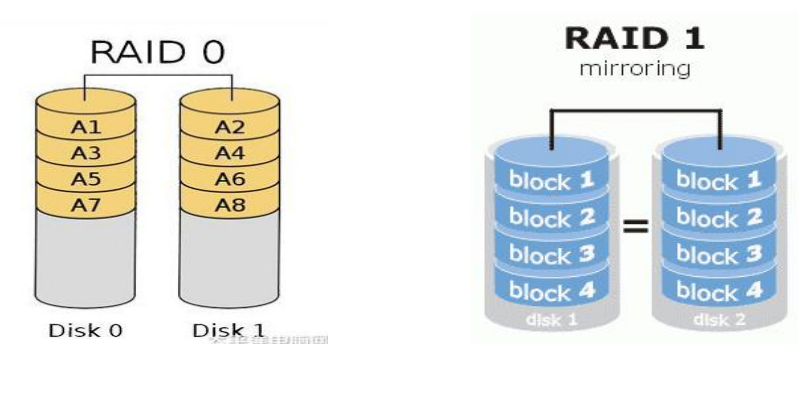 RAID 0
A1
A3
A5
A7
A2
A4
A6
A8
Disk 0
Disk 1
RAID 1
mirroring
block 1
block 2
block 3
block 4
disk 1
=
block 1
block 2
block 3
block 4
disk 2